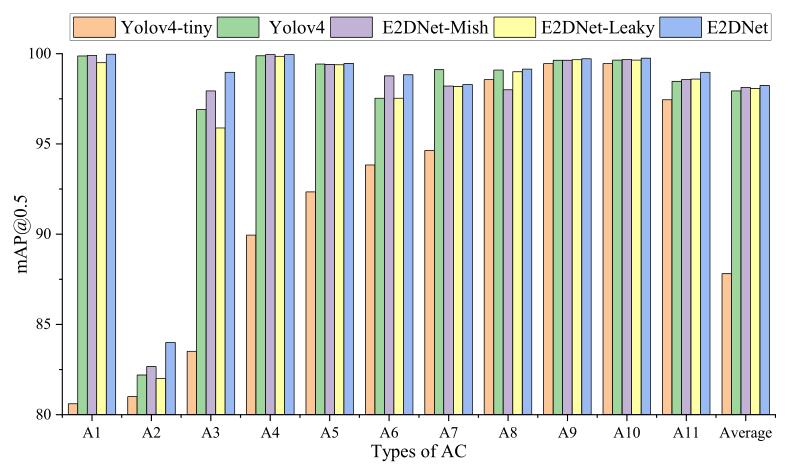 Yolov4-tiny Yolov4 E2DNet-Mish E2DNet-Leaky E2DNet
100
95
90
85
80
mAP@0.5
A1 A2 A3 A4 A5 A6 A7 A8 A9 A10 A11 Average
Types of AC